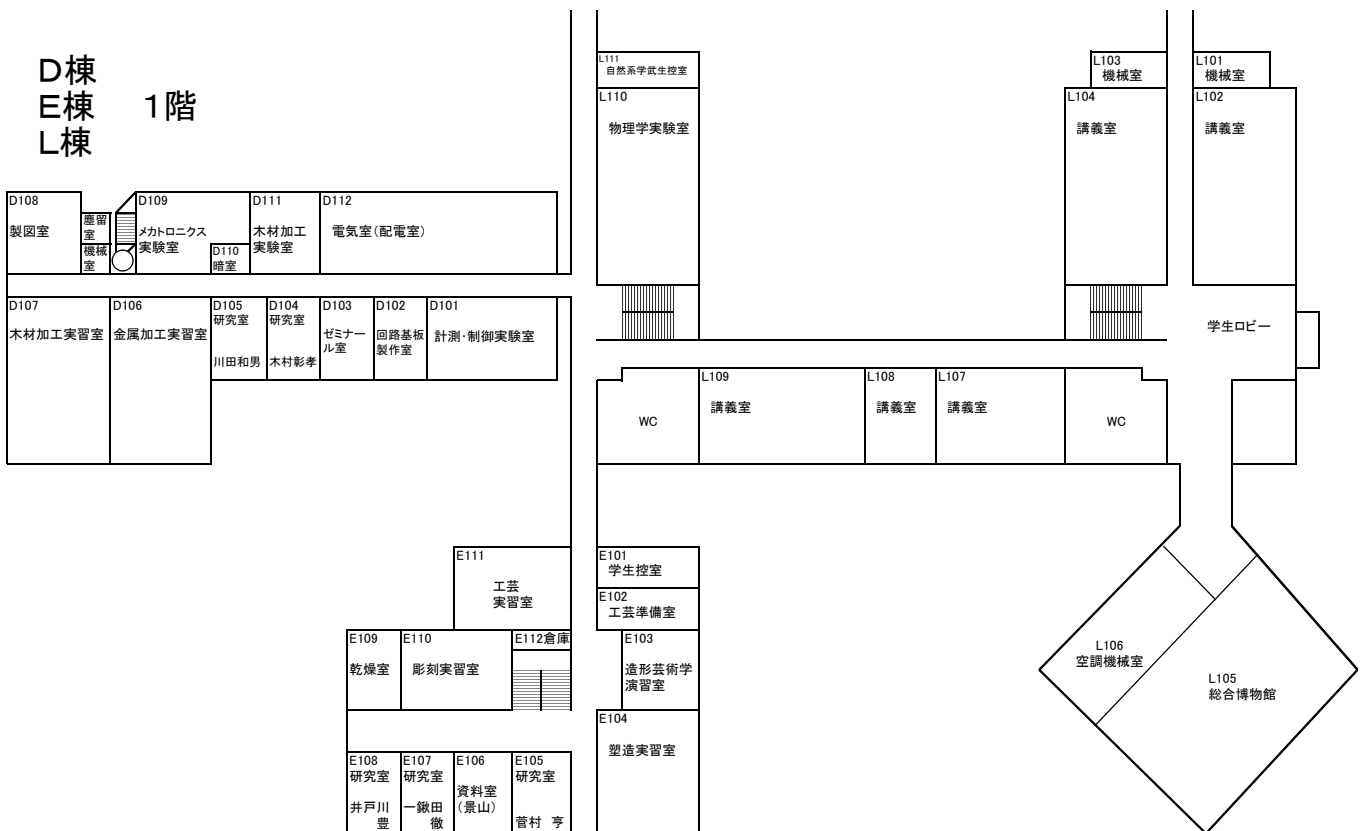 D棟
E棟 1階
L棟
L111
自然系学武生控室
L110
物理学実験室
L103
機械室
L101
機械室
L104
講義室
L102
講義室
D108
製図室
塵留
室
機械
室
D109
メカトロニクス
実験室
D110
暗室
D111
木材加工
実験室
D112
電気室(配電室)
D107
木材加工実習室
D106
金属加工実習室
D105
研究室
川田和男
D104
研究室
木村彰孝
D103
ゼミナー
ル室
D102
回路基板
製作室
D101
計測・制御実験室
学生ロビー
WC
L109
講義室
L108
講義室
L107
講義室
WC
E111
工芸
実習室
E101
学生控室
E102
工芸準備室
E109
乾燥室
E110
彫刻実習室
E112倉庫
E103
造形芸術学
演習室
E104
塑造実習室
L106
空調機械室
L105
総合博物館
E108
研究室
井戸川
豊
E107
研究室
一鍬田
徹
E106
資料室
(景山)
E105
研究室
菅村 亨